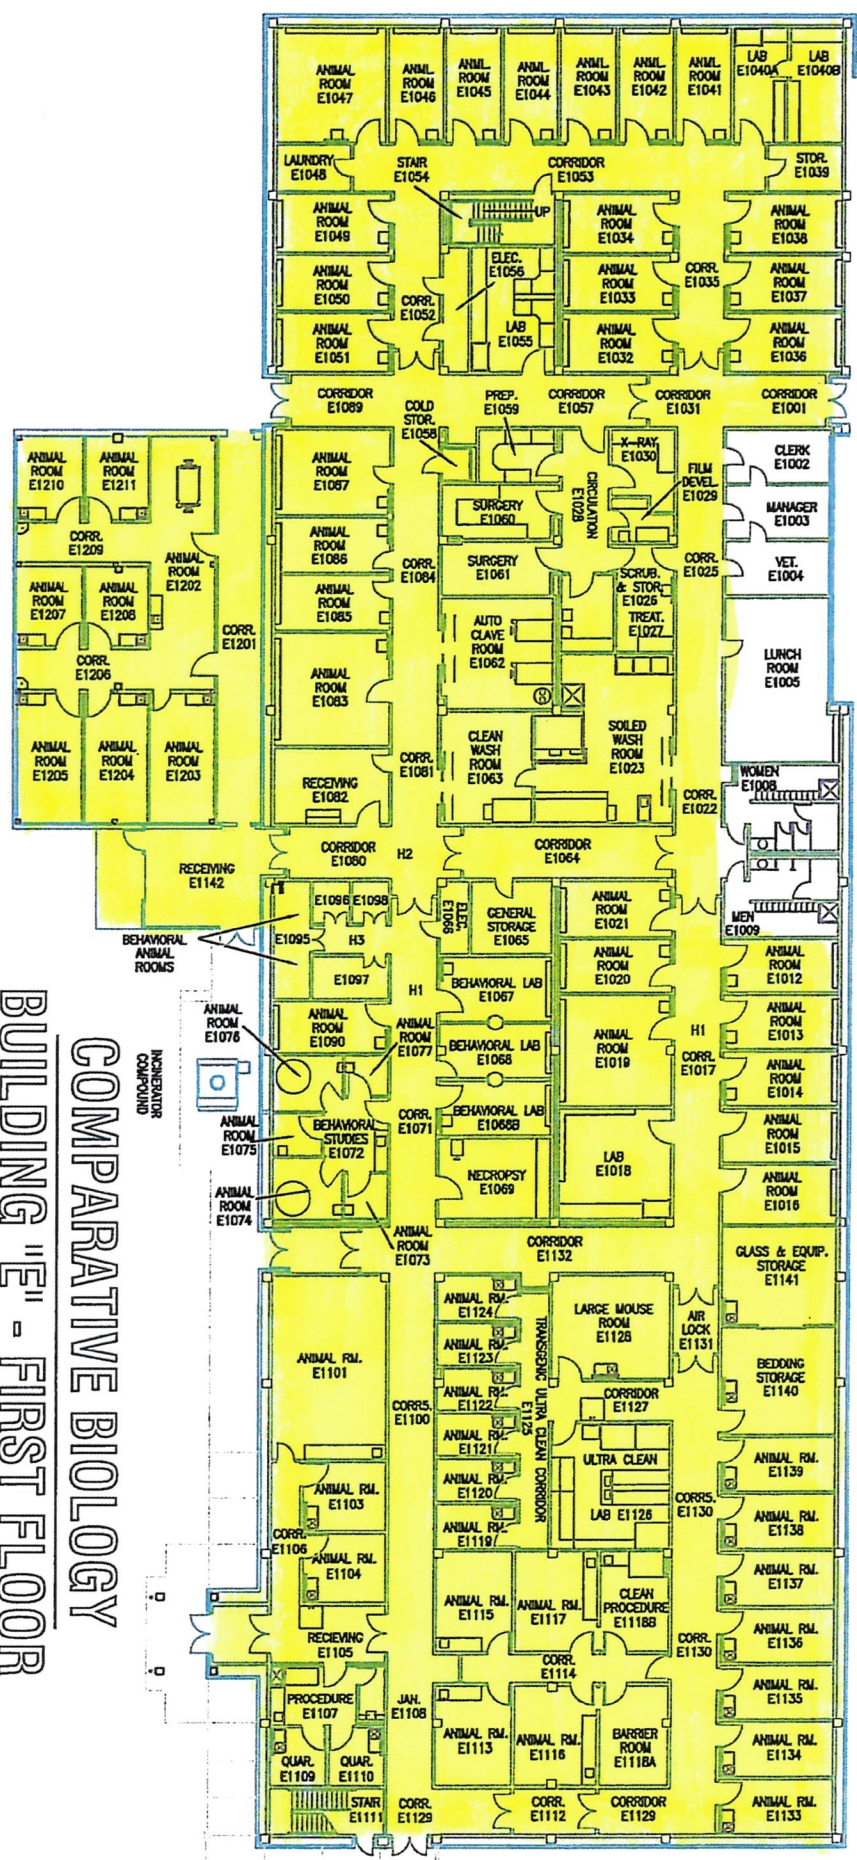 ANIMAL
ROOM
E1047
ANML.
ROOM
E1046
ANML.
ROOM
E1045
ANML.
ROOM
E1044
ANML.
ROOM
E1043
ANML.
ROOM
E1042
ANML.
ROOM
E1041
LAB
E1040A
LAB
E1040B
LAUNDRY
E1048
STAIR
E1054
CORRIDOR
E1053
STOR.
E1039
ANIMAL
ROOM
E1049
UP
ANIMAL
ROOM
E1034
ANIMAL
ROOM
E1038
ANIMAL
ROOM
E1050
CORR.
E1052
ELEC.
E1056
LAB
E1055
ANIMAL
ROOM
E1033
CORR.
E1035
ANIMAL
ROOM
E1037
ANIMAL
ROOM
E1051
ANIMAL
ROOM
E1032
ANIMAL
ROOM
E1036
CORRIDOR
E1089
COLD
STOR.
E1058
PREP.
E1059
CORRIDOR
E1057
CORRIDOR
E1031
CORRIDOR
E1001
ANIMAL
ROOM
E1210
ANIMAL
ROOM
E1211
ANIMAL
ROOM
E1087
X-RAY
E1030
FILM
DEVEL.
E1029
CLERK
E1002
CORR.
E1209
ANIMAL
ROOM
E1202
ANIMAL
ROOM
E1086
SURGERY
E1060
CIRCULATION
E1028
MANAGER
E1003
ANIMAL
ROOM
E1207
ANIMAL
ROOM
E1208
CORR.
E1201
ANIMAL
ROOM
E1085
CORR.
E1084
SURGERY
E1061
SCRUB.
& STOR.
E1026
CORR.
E1025
VET.
E1004
CORR.
E1206
ANIMAL
ROOM
E1083
AUTO
CLAVE
ROOM
E1062
TREAT.
E1027
LUNCH
ROOM
E1005
ANIMAL
ROOM
E1205
ANIMAL
ROOM
E1204
ANIMAL
ROOM
E1203
RECEIVING
E1082
CORR.
E1081
CLEAN
WASH
ROOM
E1063
SOILED
WASH
ROOM
E1023
CORR.
E1022
WOMEN
E1008
RECEIVING
E1142
CORRIDOR
E1080
H2
CORRIDOR
E1064
MEN
E1009
BEHAVIORAL
ANIMAL
ROOMS
E1095
E1096
E1098
H3
E1097
ELEC.
E1066
GENERAL
STORAGE
E1065
ANIMAL
ROOM
E1021
ANIMAL
ROOM
E1012
H1
BEHAVIORAL LAB
E1067
ANIMAL
ROOM
E1020
H1
CORR.
E1017
ANIMAL
ROOM
E1013
ANIMAL
ROOM
E1076
ANIMAL
ROOM
E1090
ANIMAL
ROOM
E1077
BEHAVIORAL LAB
E1068
ANIMAL
ROOM
E1019
ANIMAL
ROOM
E1014
INCINERATOR
COMPOUND
ANIMAL
ROOM
E1075
BEHAVIORAL
STUDIES
E1072
CORR.
E1071
BEHAVIORAL LAB
E1068B
LAB
E1018
ANIMAL
ROOM
E1015
ANIMAL
ROOM
E1074
ANIMAL
ROOM
E1073
NECROPSY
E1069
ANIMAL
ROOM
E1016
CORRIDOR
E1132
GLASS & EQUIP.
STORAGE
E1141
ANIMAL RM.
E1101
CORRS.
E1100
ANIMAL RM.
E1124
ANIMAL RM.
E1123
ANIMAL RM.
E1122
ANIMAL RM.
E1121
ANIMAL RM.
E1120
ANIMAL RM.
E1119
TRANSGENIC ULTRA CLEAN CORRIDOR
E1125
LARGE MOUSE
ROOM
E1128
AIR
LOCK
E1131
BEDDING
STORAGE
E1140
CORRIDOR
E1127
ULTRA CLEAN
LAB E1126
CORRS.
E1130
ANIMAL RM.
E1139
ANIMAL RM.
E1103
ANIMAL RM.
E1138
CORR.
E1106
ANIMAL RM.
E1104
ANIMAL RM.
E1137
ANIMAL RM.
E1115
ANIMAL RM.
E1117
CLEAN
PROCEDURE
E1118B
CORR.
E1130
ANIMAL RM.
E1136
RECIEVING
E1105
CORR.
E1114
ANIMAL RM.
E1135
PROCEDURE
E1107
JAN.
E1108
ANIMAL RM.
E1113
ANIMAL RM.
E1116
BARRIER
ROOM
E1118A
ANIMAL RM.
E1134
QUAR.
E1109
QUAR.
E1110
STAIR
E1111
CORR.
E1129
CORR.
E1112
CORRIDOR
E1129
ANIMAL RM.
E1133
COMPARATIVE BIOLOGY
BUILDING "E" - FIRST FLOOR